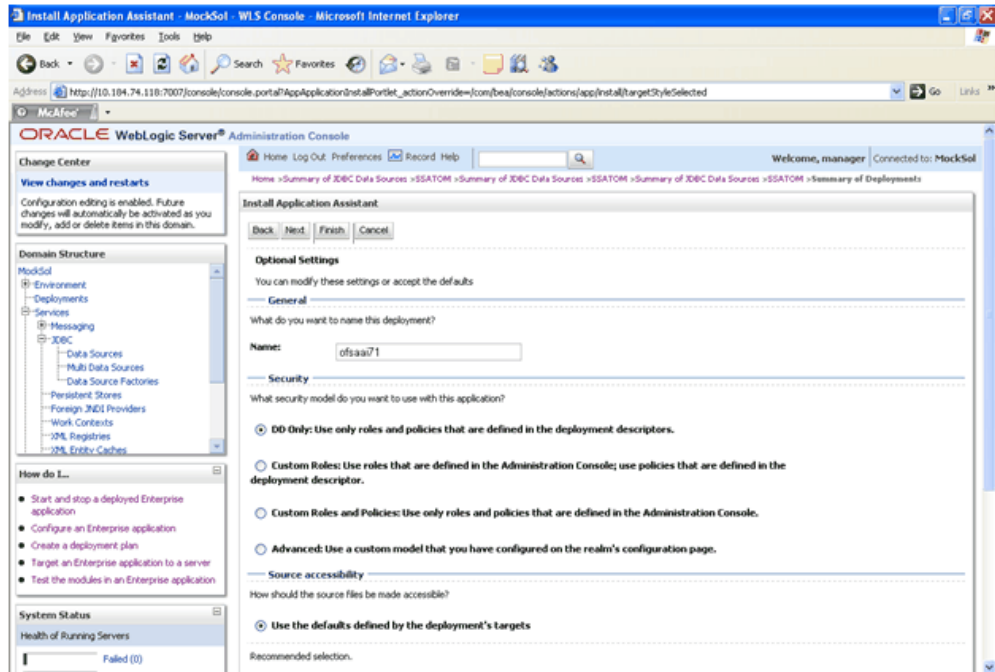 Install Application Assistant - MockSol - WLS Console - Microsoft Internet Explorer
File Edit View Favorites Tools Help
Back Search Favorites
Address http://10.184.74.118:7007/console/console.portal?AppApplicationInstallPortlet_actionOverride=/com/bea/console/actions/app/install/targetStyleSelected Go Links »
McAfee
ORACLE WebLogic Server® Administration Console
Change Center
View changes and restarts
Configuration editing is enabled. Future
changes will automatically be activated as you
modify, add or delete items in this domain.
Domain Structure
MockSol
Environment
Deployments
Services
Messaging
JDBC
Data Sources
Multi Data Sources
Data Source Factories
Persistent Stores
Foreign JNDI Providers
Work Contexts
XML Registries
XML Entity Caches
How do I...
Start and stop a deployed Enterprise
application
Configure an Enterprise application
Create a deployment plan
Target an Enterprise application to a server
Test the modules in an Enterprise application
System Status
Health of Running Servers
Failed (0)
Home Log Out Preferences Record Help
Welcome, manager Connected to: MockSol
Home >Summary of JDBC Data Sources >SSATOM >Summary of JDBC Data Sources >SSATOM >Summary of JDBC Data Sources >SSATOM >Summary of Deployments
Install Application Assistant
Back Next Finish Cancel
Optional Settings
You can modify these settings or accept the defaults
General
What do you want to name this deployment?
Name: ofsaai71
Security
What security model do you want to use with this application?
DD Only: Use only roles and policies that are defined in the deployment descriptors.
Custom Roles: Use roles that are defined in the Administration Console; use policies that are defined in the
deployment descriptor.
Custom Roles and Policies: Use only roles and policies that are defined in the Administration Console.
Advanced: Use a custom model that you have configured on the realm's configuration page.
Source accessibility
How should the source files be made accessible?
Use the defaults defined by the deployment's targets
Recommended selection.